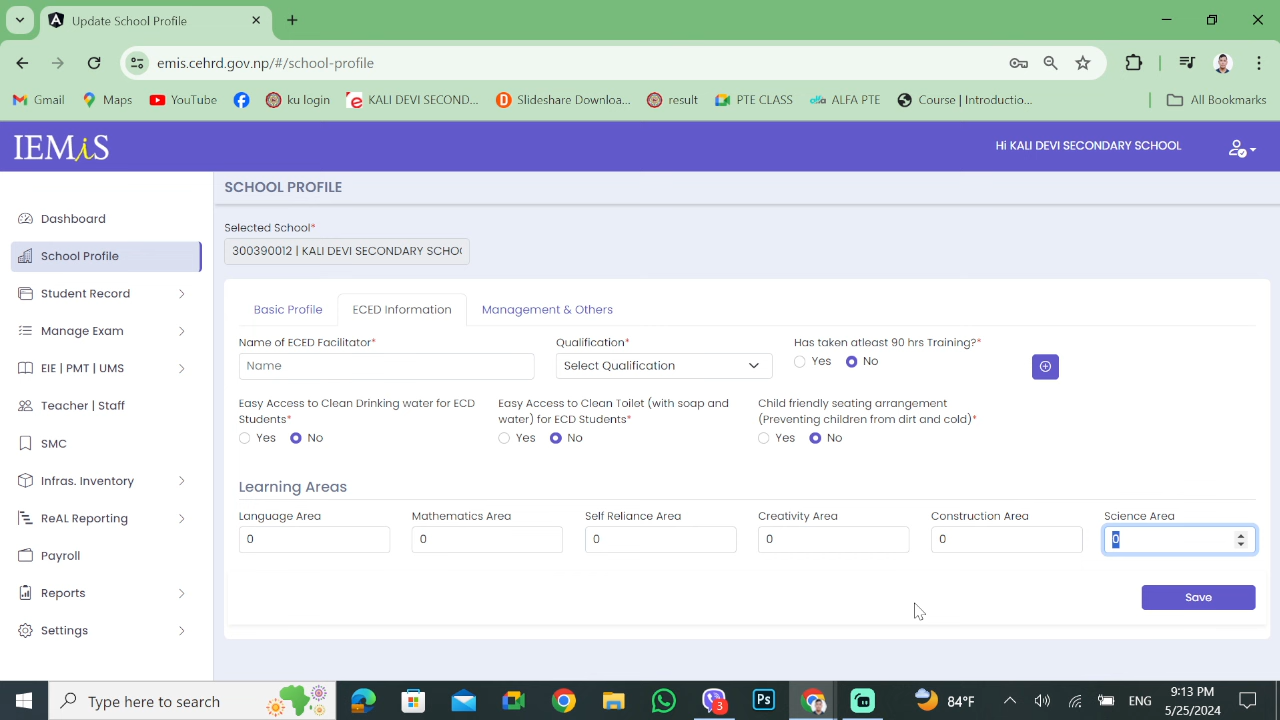 Update School Profile
emis.cehrd.gov.np/#/school-profile
Gmail
Maps
YouTube
ku login
KALI DEVI SECOND...
Slideshare Downloa...
result
PTE CLASS
ALFA PTE
Course | Introductio...
All Bookmarks
IEMiS
Hi KALI DEVI SECONDARY SCHOOL
Dashboard
School Profile
Student Record
Manage Exam
EIE | PMT | UMS
Teacher | Staff
SMC
Infras. Inventory
ReAL Reporting
Payroll
Reports
Settings
SCHOOL PROFILE
Selected School*
300390012 | KALI DEVI SECONDARY SCHO
Basic Profile
ECED Information
Management & Others
Name of ECED Facilitator*
Name
Qualification*
Select Qualification
Has taken atleast 90 hrs Training?*
Yes
No
Easy Access to Clean Drinking water for ECD
Students*
Yes
No
Easy Access to Clean Toilet (with soap and
water) for ECD Students*
Yes
No
Child friendly seating arrangement
(Preventing children from dirt and cold)*
Yes
No
Learning Areas
Language Area
0
Mathematics Area
0
Self Reliance Area
0
Creativity Area
0
Construction Area
0
Science Area
0
Save
Type here to search
3
Ps
84°F
ENG
9:13 PM
5/25/2024